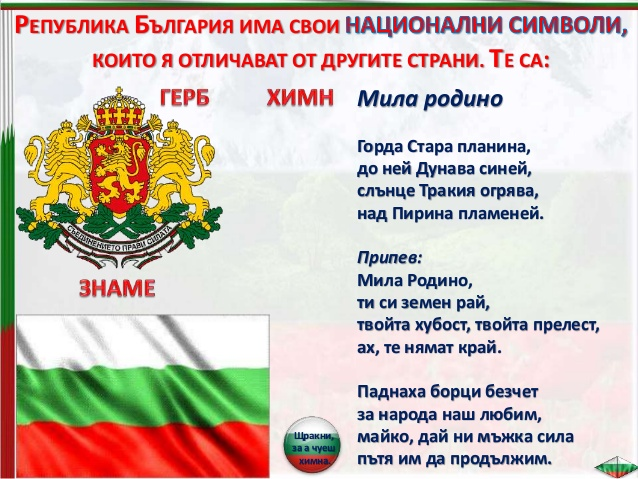 РЕПУБЛИКА БЪЛГАРИЯ ИМА СВОИ НАЦИОНАЛНИ СИМВОЛИ,
КОИТО Я ОТЛИЧАВАТ ОТ ДРУГИТЕ СТРАНИ. ТЕ СА:
ГЕРБ
ХИМН
Мила родино
Горда Стара планина,
до ней Дунава синей,
слънце Тракия огрява,
над Пирина пламеней.
Припев:
Мила Родино,
ти си земен рай,
твойта хубост, твойта прелест,
ах, те нямат край.
Паднаха борци безчет
за народа наш любим,
майко, дай ни мъжка сила
пътя им да продължим.
СЪЕДИНЕНИЕТО ПРАВИ СИЛАТА
ЗНАМЕ
Щракни,
за а чуеш
химна.